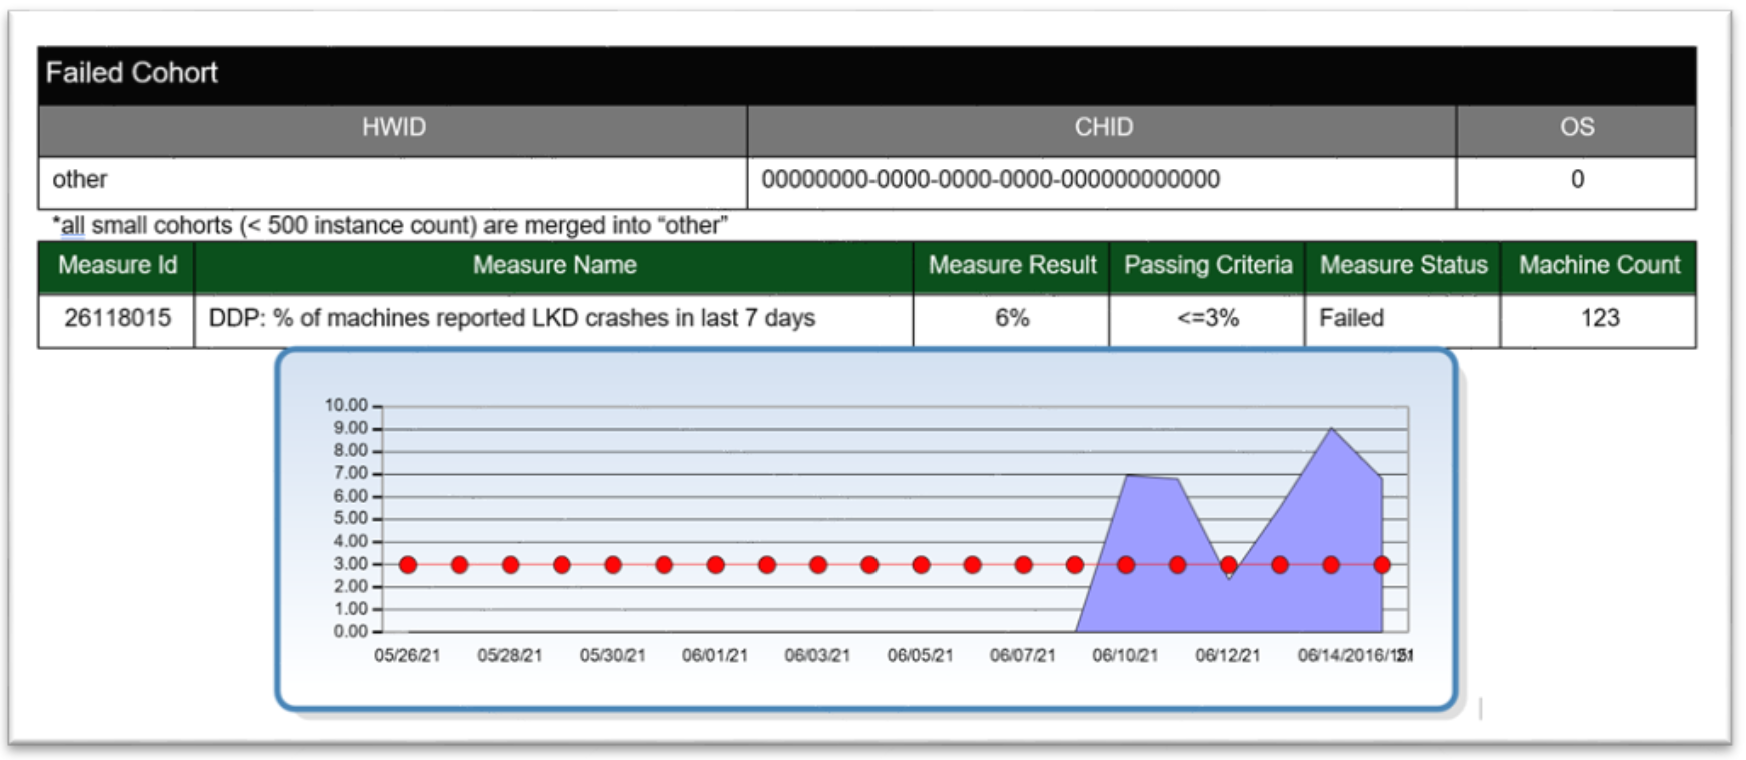 Failed Cohort
HWID CHID OS
other 00000000-0000-0000-0000-000000000000 0
*all small cohorts (< 500 instance count) are merged into “other”
Measure Id Measure Name Measure Result Passing Criteria Measure Status Machine Count
26118015 DDP: % of machines reported LKD crashes in last 7 days 6% <=3% Failed 123
10.00
9.00
8.00
7.00
6.00
5.00
4.00
3.00
2.00
1.00
0.00
05/26/21 05/28/21 05/30/21 06/01/21 06/03/21 06/05/21 06/07/21 06/10/21 06/12/21